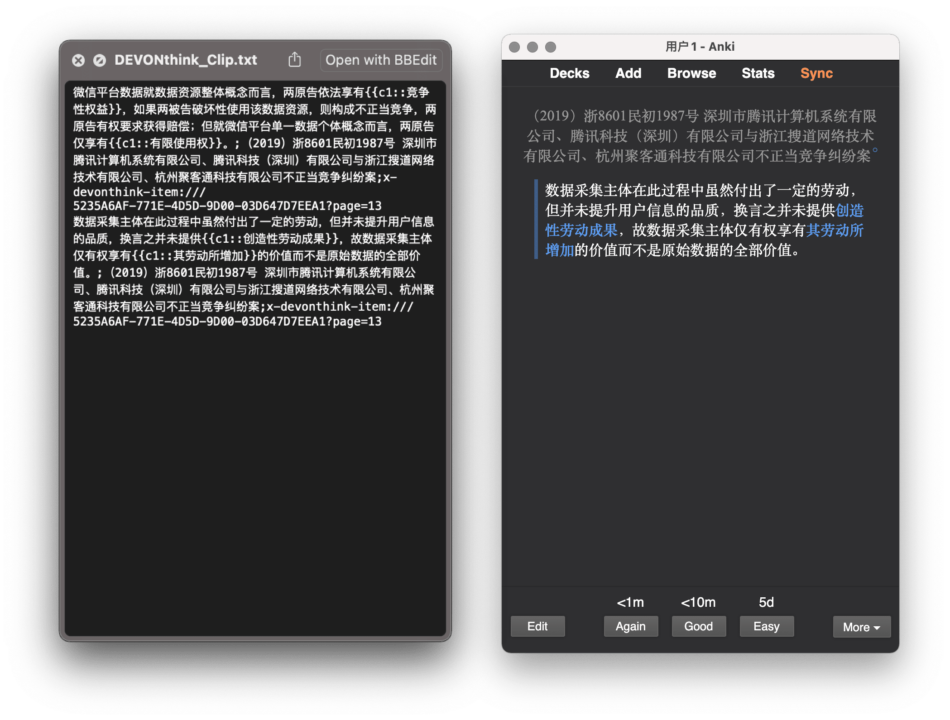 DEVONthink_Clip.txt
Open with BBEdit
微信平台数据就数据资源整体概念而言，两原告依法享有{{c1::竞争
性权益}}，如果两被告破坏性使用该数据资源，则构成不正当竞争，两
原告有权要求获得赔偿；但就微信平台单一数据个体概念而言，两原告
仅享有{{c1::有限使用权}}。;（2019）浙8601民初1987号 深圳市
腾讯计算机系统有限公司、腾讯科技（深圳）有限公司与浙江搜道网络
技术有限公司、杭州聚客通科技有限公司不正当竞争纠纷案;x-
devonthink-item:///
5235A6AF-771E-4D5D-9D00-03D647D7EEA1?page=13
数据采集主体在此过程中虽然付出了一定的劳动，但并未提升用户信息
的品质，换言之并未提供{{c1::创造性劳动成果}}，故数据采集主体
仅有权享有{{c1::其劳动所增加}}的价值而不是原始数据的全部价
值。;（2019）浙8601民初1987号 深圳市腾讯计算机系统有限公
司、腾讯科技（深圳）有限公司与浙江搜道网络技术有限公司、杭州聚
客通科技有限公司不正当竞争纠纷案;x-devonthink-item:///
5235A6AF-771E-4D5D-9D00-03D647D7EEA1?page=13
用户1 - Anki
Decks Add Browse Stats Sync
（2019）浙8601民初1987号 深圳市腾讯计算机系统有限
公司、腾讯科技（深圳）有限公司与浙江搜道网络技术
有限公司、杭州聚客通科技有限公司不正当竞争纠纷案
数据采集主体在此过程中虽然付出了一定的劳动，
但并未提升用户信息的品质，换言之并未提供创造
性劳动成果，故数据采集主体仅有权享有其劳动所
增加的价值而不是原始数据的全部价值。
<1m <10m 5d
Edit Again Good Easy More